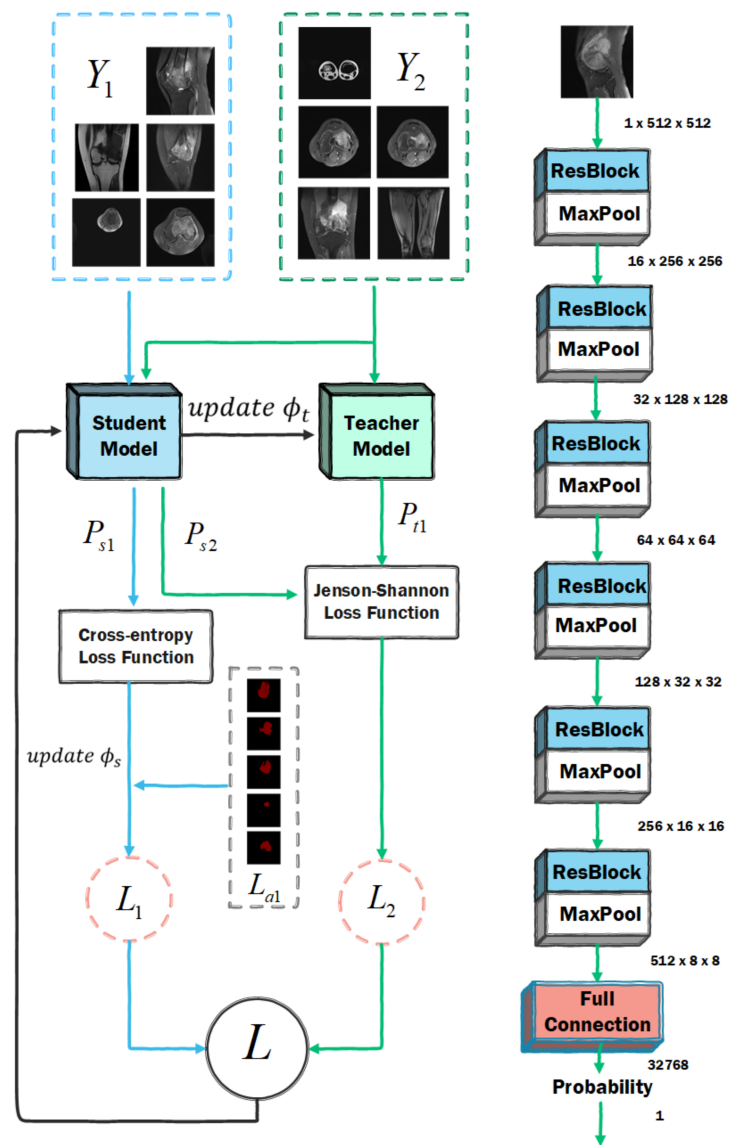 Y₁
Y₂
Student
Model
update ϕₜ
Teacher
Model
Pₛ₁
Pₛ₂
Pₜ₁
Jenson-Shannon
Loss Function
Cross-entropy
Loss Function
update ϕₛ
Lₐ₁
L₁
L₂
L
1 x 512 x 512
ResBlock
MaxPool
16 x 256 x 256
ResBlock
MaxPool
32 x 128 x 128
ResBlock
MaxPool
64 x 64 x 64
ResBlock
MaxPool
128 x 32 x 32
ResBlock
MaxPool
256 x 16 x 16
ResBlock
MaxPool
512 x 8 x 8
Full
Connection
32768
Probability
1